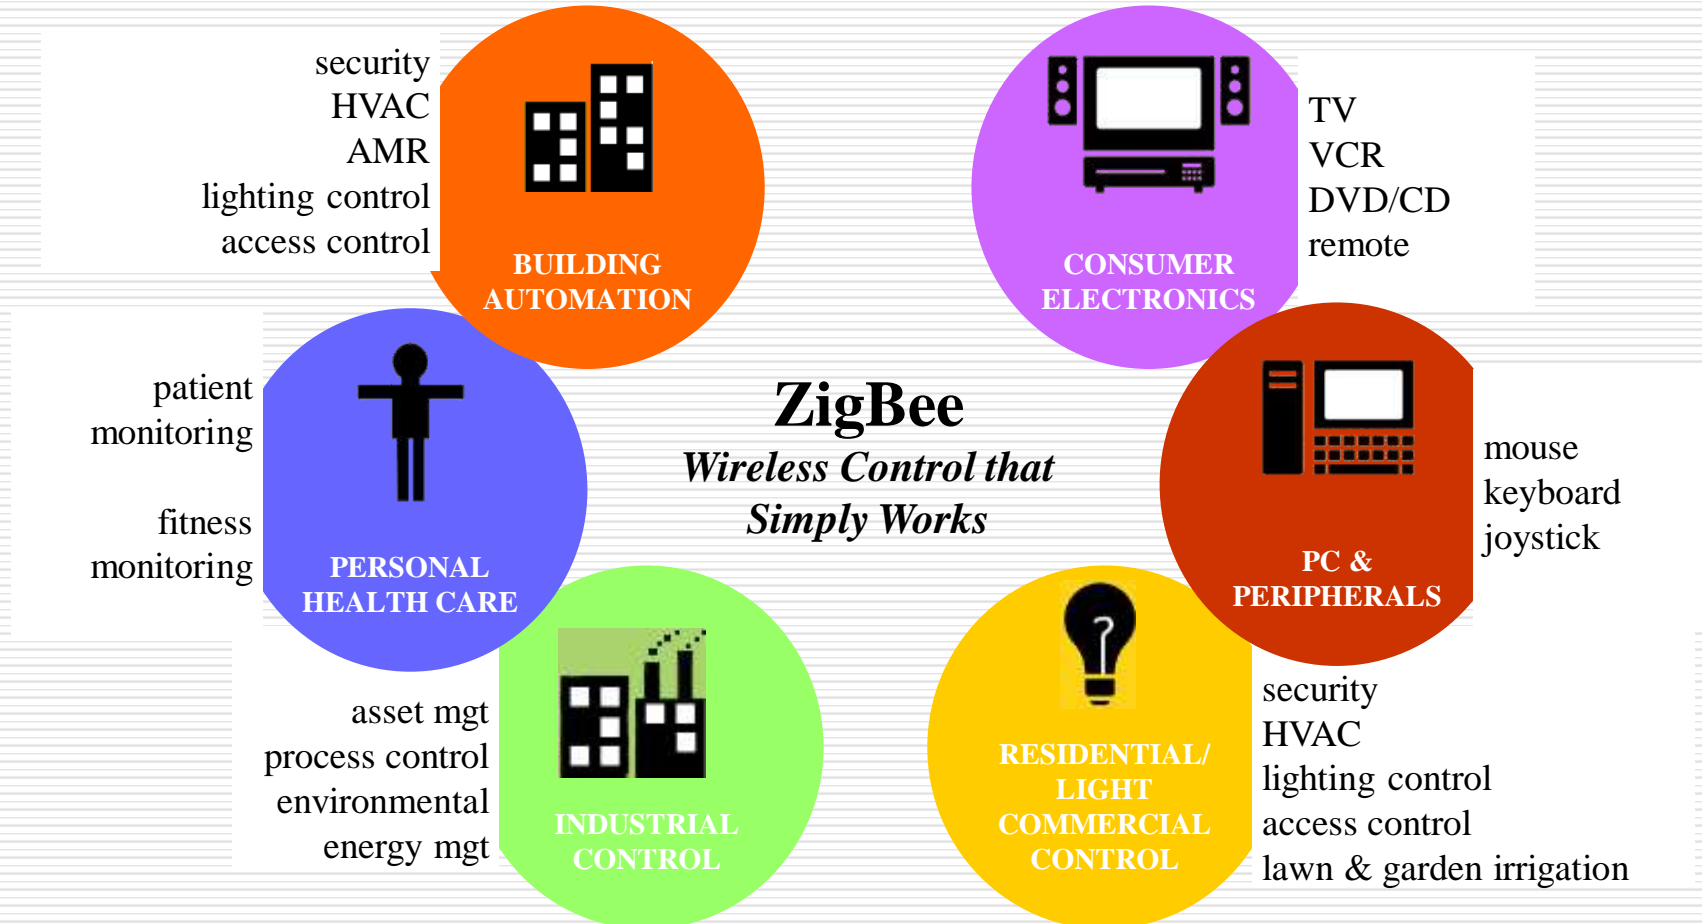 security
HVAC
AMR
lighting control
access control
BUILDING
AUTOMATION
TV
VCR
DVD/CD
remote
CONSUMER
ELECTRONICS
patient
monitoring
fitness
monitoring
PERSONAL
HEALTH CARE
ZigBee
Wireless Control that
Simply Works
mouse
keyboard
joystick
PC &
PERIPHERALS
asset mgt
process control
environmental
energy mgt
INDUSTRIAL
CONTROL
?
RESIDENTIAL/
LIGHT
COMMERCIAL
CONTROL
security
HVAC
lighting control
access control
lawn & garden irrigation